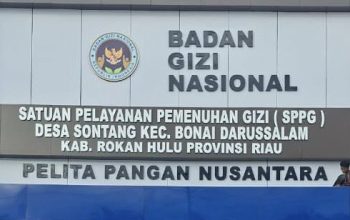 BADAN
GIZI
NASIONAL
SATUAN PELAYANAN PEMENUHAN GIZI ( SPPG )
DESA SONTANG KEC. BONAI DARUSSALAM
KAB. ROKAN HULU PROVINSI RIAU
PELITA PANGAN NUSANTARA